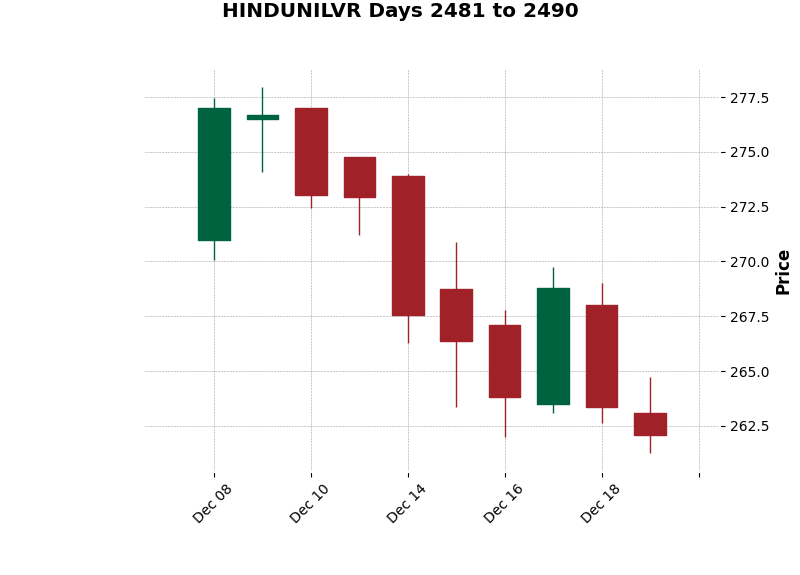 HINDUNILVR Days 2481 to 2490
277.5
275.0
272.5
270.0
267.5
265.0
262.5
Price
Dec 08
Dec 10
Dec 14
Dec 16
Dec 18